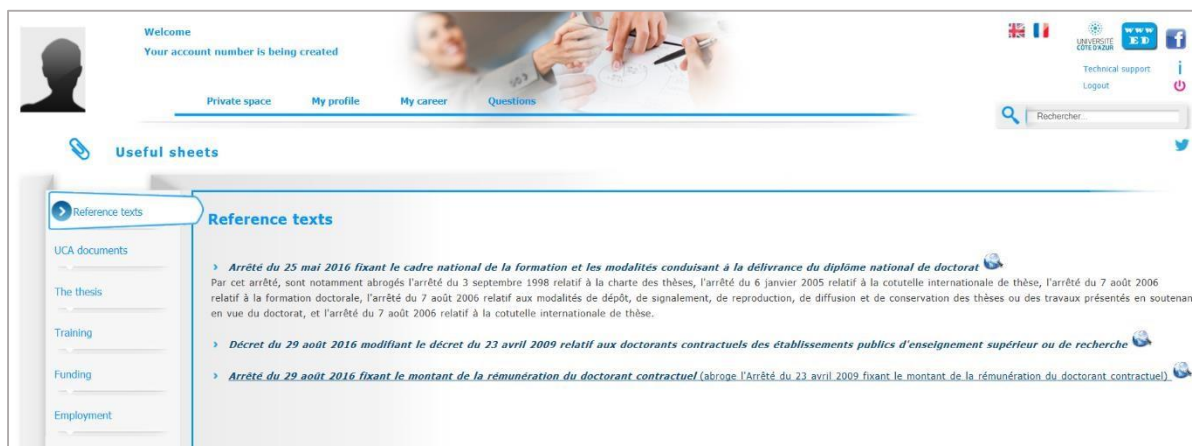 Welcome
Your account number is being created
UNIVERSITÉ
CÔTE D'AZUR
WWW
ED
f
Technical support
i
Logout
Private space
My profile
My career
Questions
Rechercher...
Useful sheets
Reference texts
UCA documents
The thesis
Training
Funding
Employment
Reference texts
› Arrêté du 25 mai 2016 fixant le cadre national de la formation et les modalités conduisant à la délivrance du diplôme national de doctorat
Par cet arrêté, sont notamment abrogés l'arrêté du 3 septembre 1998 relatif à la charte des thèses, l'arrêté du 6 janvier 2005 relatif à la cotutelle internationale de thèse, l'arrêté du 7 août 2006
relatif à la formation doctorale, l'arrêté du 7 août 2006 relatif aux modalités de dépôt, de signalement, de reproduction, de diffusion et de conservation des thèses ou des travaux présentés en soutenan
en vue du doctorat, et l'arrêté du 7 août 2006 relatif à la cotutelle internationale de thèse.
› Décret du 29 août 2016 modifiant le décret du 23 avril 2009 relatif aux doctorants contractuels des établissements publics d'enseignement supérieur ou de recherche
› Arrêté du 29 août 2016 fixant le montant de la rémunération du doctorant contractuel (abroge l'Arrêté du 23 avril 2009 fixant le montant de la rémunération du doctorant contractuel)